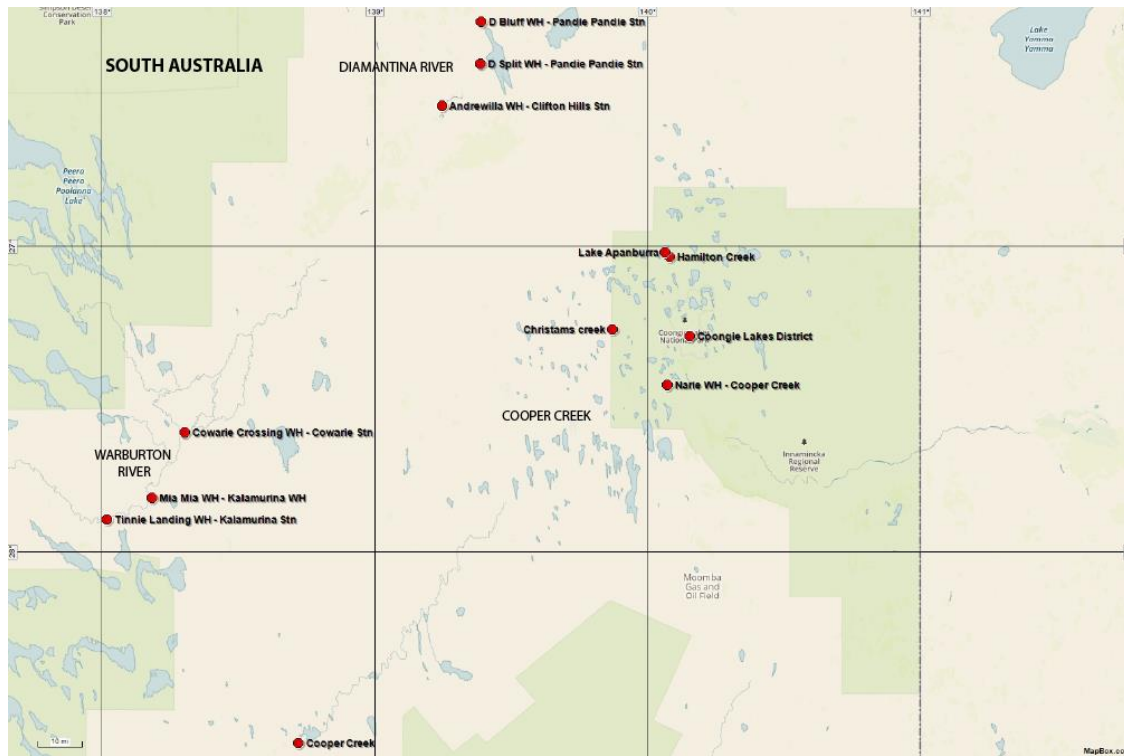 Simpson Desert
Conservation
Park
138°
139°
140°
141°
D Bluff WH - Pandie Pandie Stn
Lake
Yamma
Yamma
SOUTH AUSTRALIA
DIAMANTINA RIVER
D Split WH - Pandie Pandie Stn
Andrewilla WH - Clifton Hills Stn
Peera
Peera
Poolanna
Lake
27°
Lake Apanburra
Hamilton Creek
Christams creek
Coongie Lakes District
Narie WH - Cooper Creek
COOPER CREEK
Cowarie Crossing WH - Cowarie Stn
WARBURTON
RIVER
Innamincka
Regional
Reserve
Mia Mia WH - Kalamurina WH
Tinnie Landing WH - Kalamurina Stn
28°
Moomba
Gas and
Oil Field
10 mi
Cooper Creek
MapBox.co